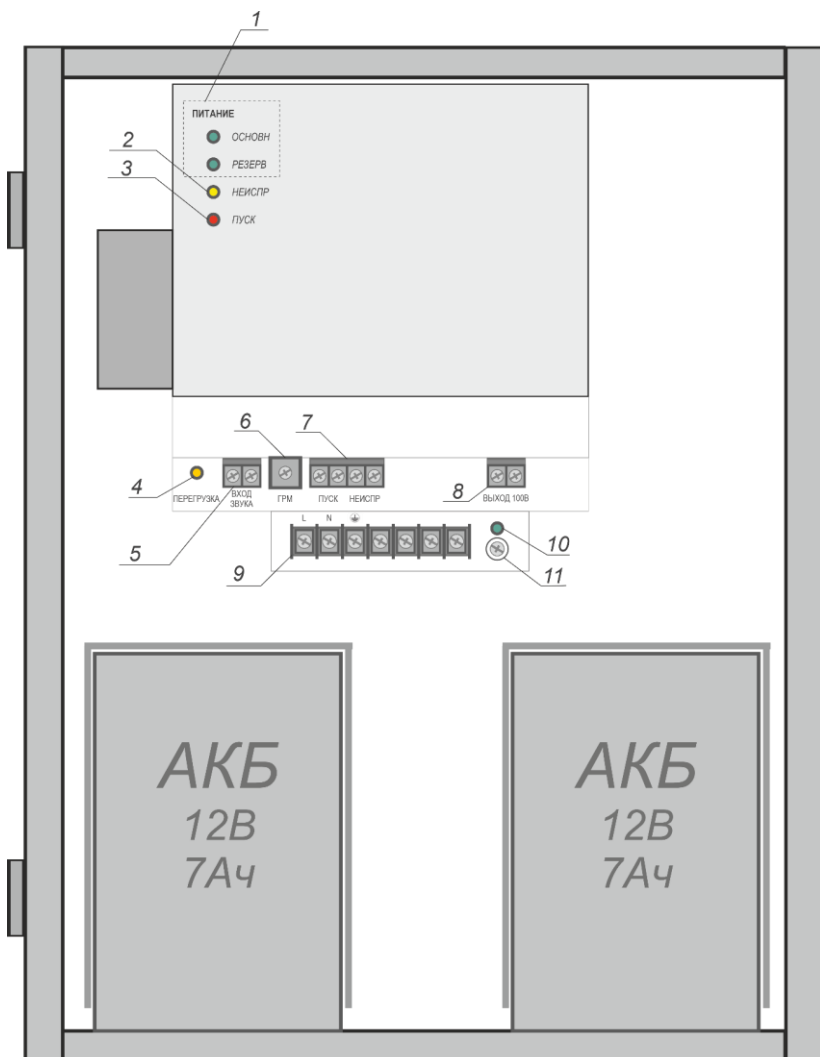 1
ПИТАНИЕ
2
ОСНОВН
3
РЕЗЕРВ
НЕИСПР
ПУСК
6
7
4
8
ПЕРЕГРУЗКА
ВХОД
ЗВУКА
ГРМ
ПУСК
НЕИСПР
ВЫХОД 100В
5
L
N
10
9
11
АКБ
12В
7Ач
АКБ
12В
7Ач